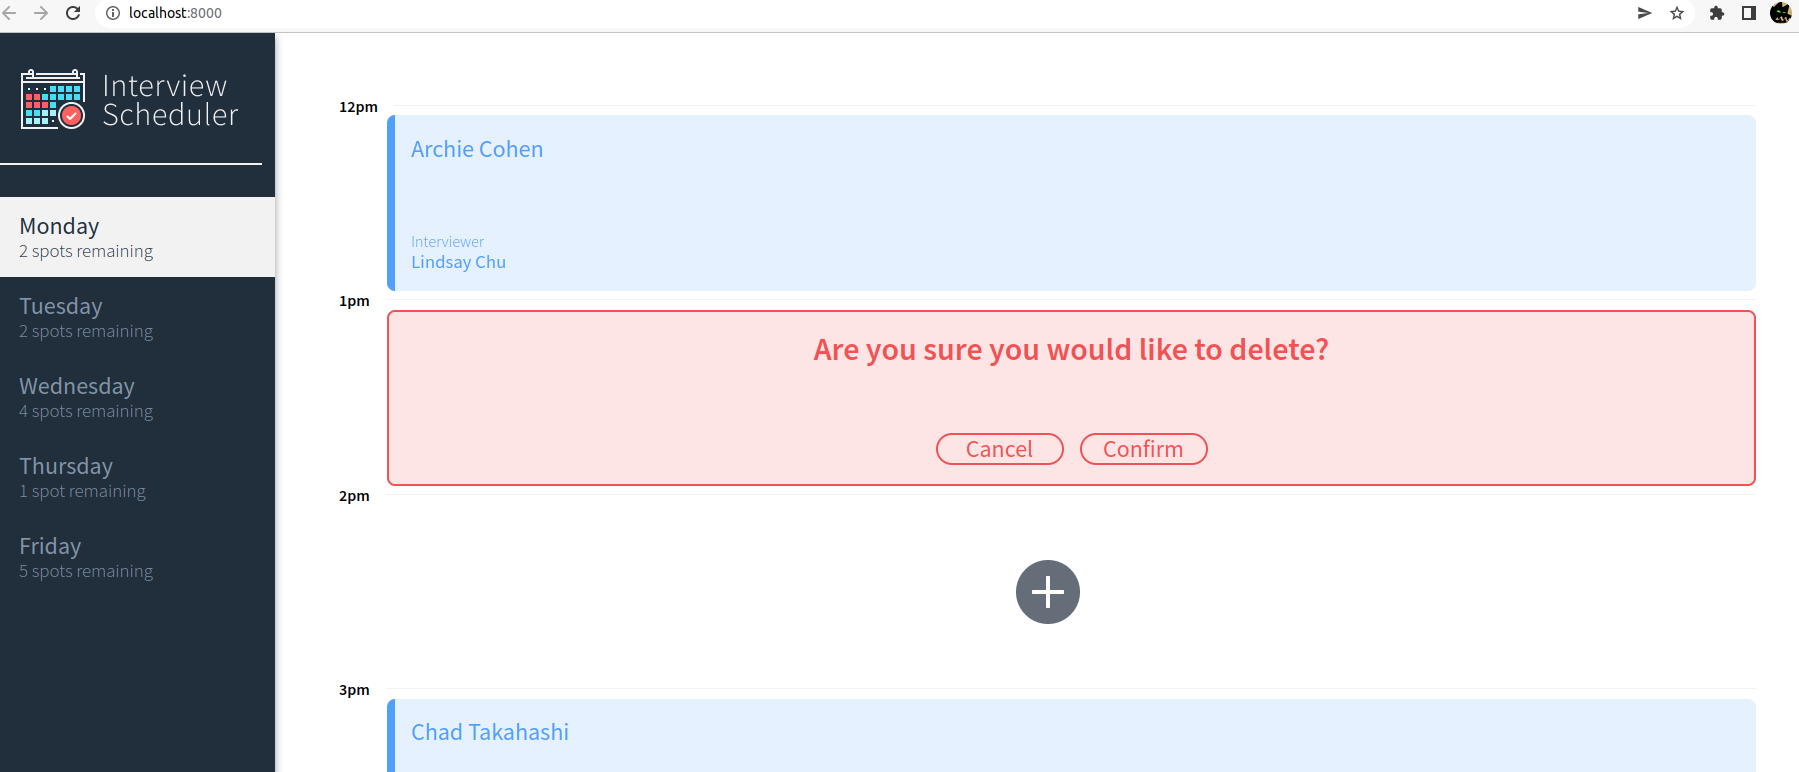 localhost:8000
Interview
Scheduler
Monday
2 spots remaining
Tuesday
2 spots remaining
Wednesday
4 spots remaining
Thursday
1 spot remaining
Friday
5 spots remaining
12pm
Archie Cohen
Interviewer
Lindsay Chu
1pm
Are you sure you would like to delete?
Cancel Confirm
2pm
3pm
Chad Takahashi